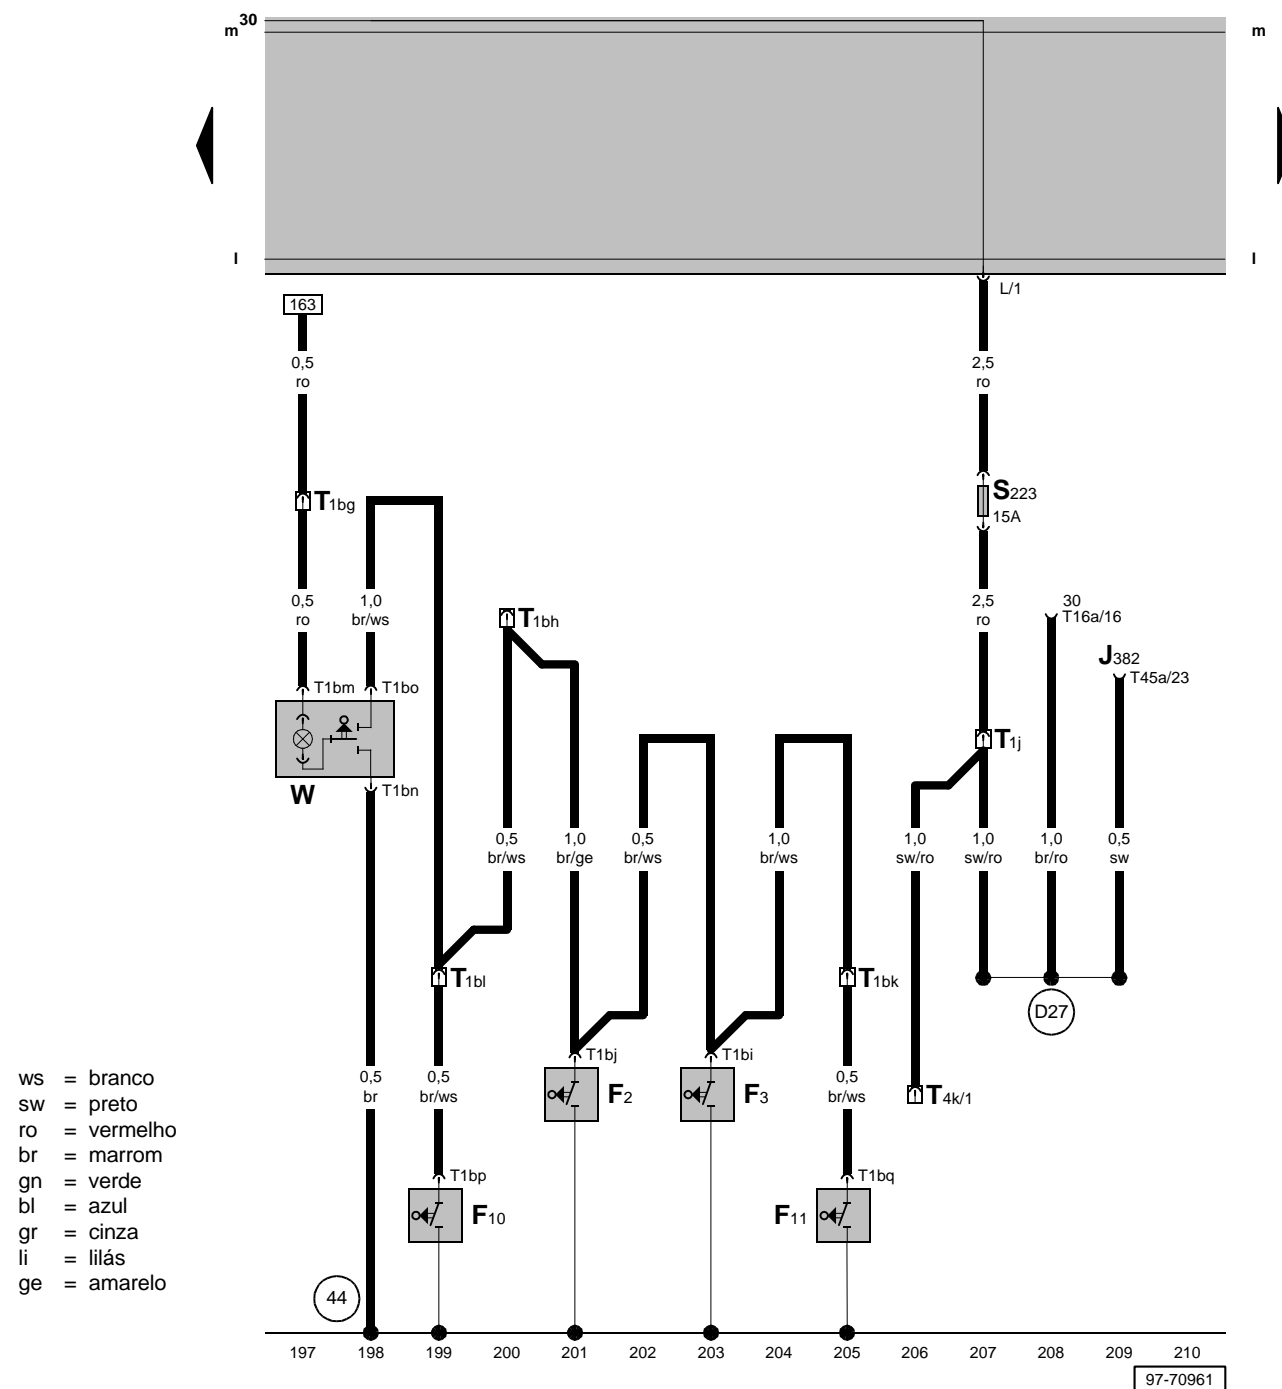 30
m
m
l
l
L/1
163
0,5
ro
2,5
ro
T1bg
S223
15A
0,5
ro
1,0
br/ws
2,5
ro
30
T16a/16
T1bh
J382
T45a/23
T1bm
T1bo
T1j
W
T1bn
0,5
br/ws
1,0
br/ge
0,5
br/ws
1,0
br/ws
1,0
sw/ro
1,0
sw/ro
1,0
br/ro
0,5
sw
T1bl
T1bk
D27
T1bj
T1bi
F2
F3
T4k/1
0,5
br
0,5
br/ws
0,5
br/ws
T1bp
T1bq
F10
F11
ws = branco
sw = preto
ro = vermelho
br = marrom
gn = verde
bl = azul
gr = cinza
li = lilás
ge = amarelo
44
197 198 199 200 201 202 203 204 205 206 207 208 209 210
97-70961